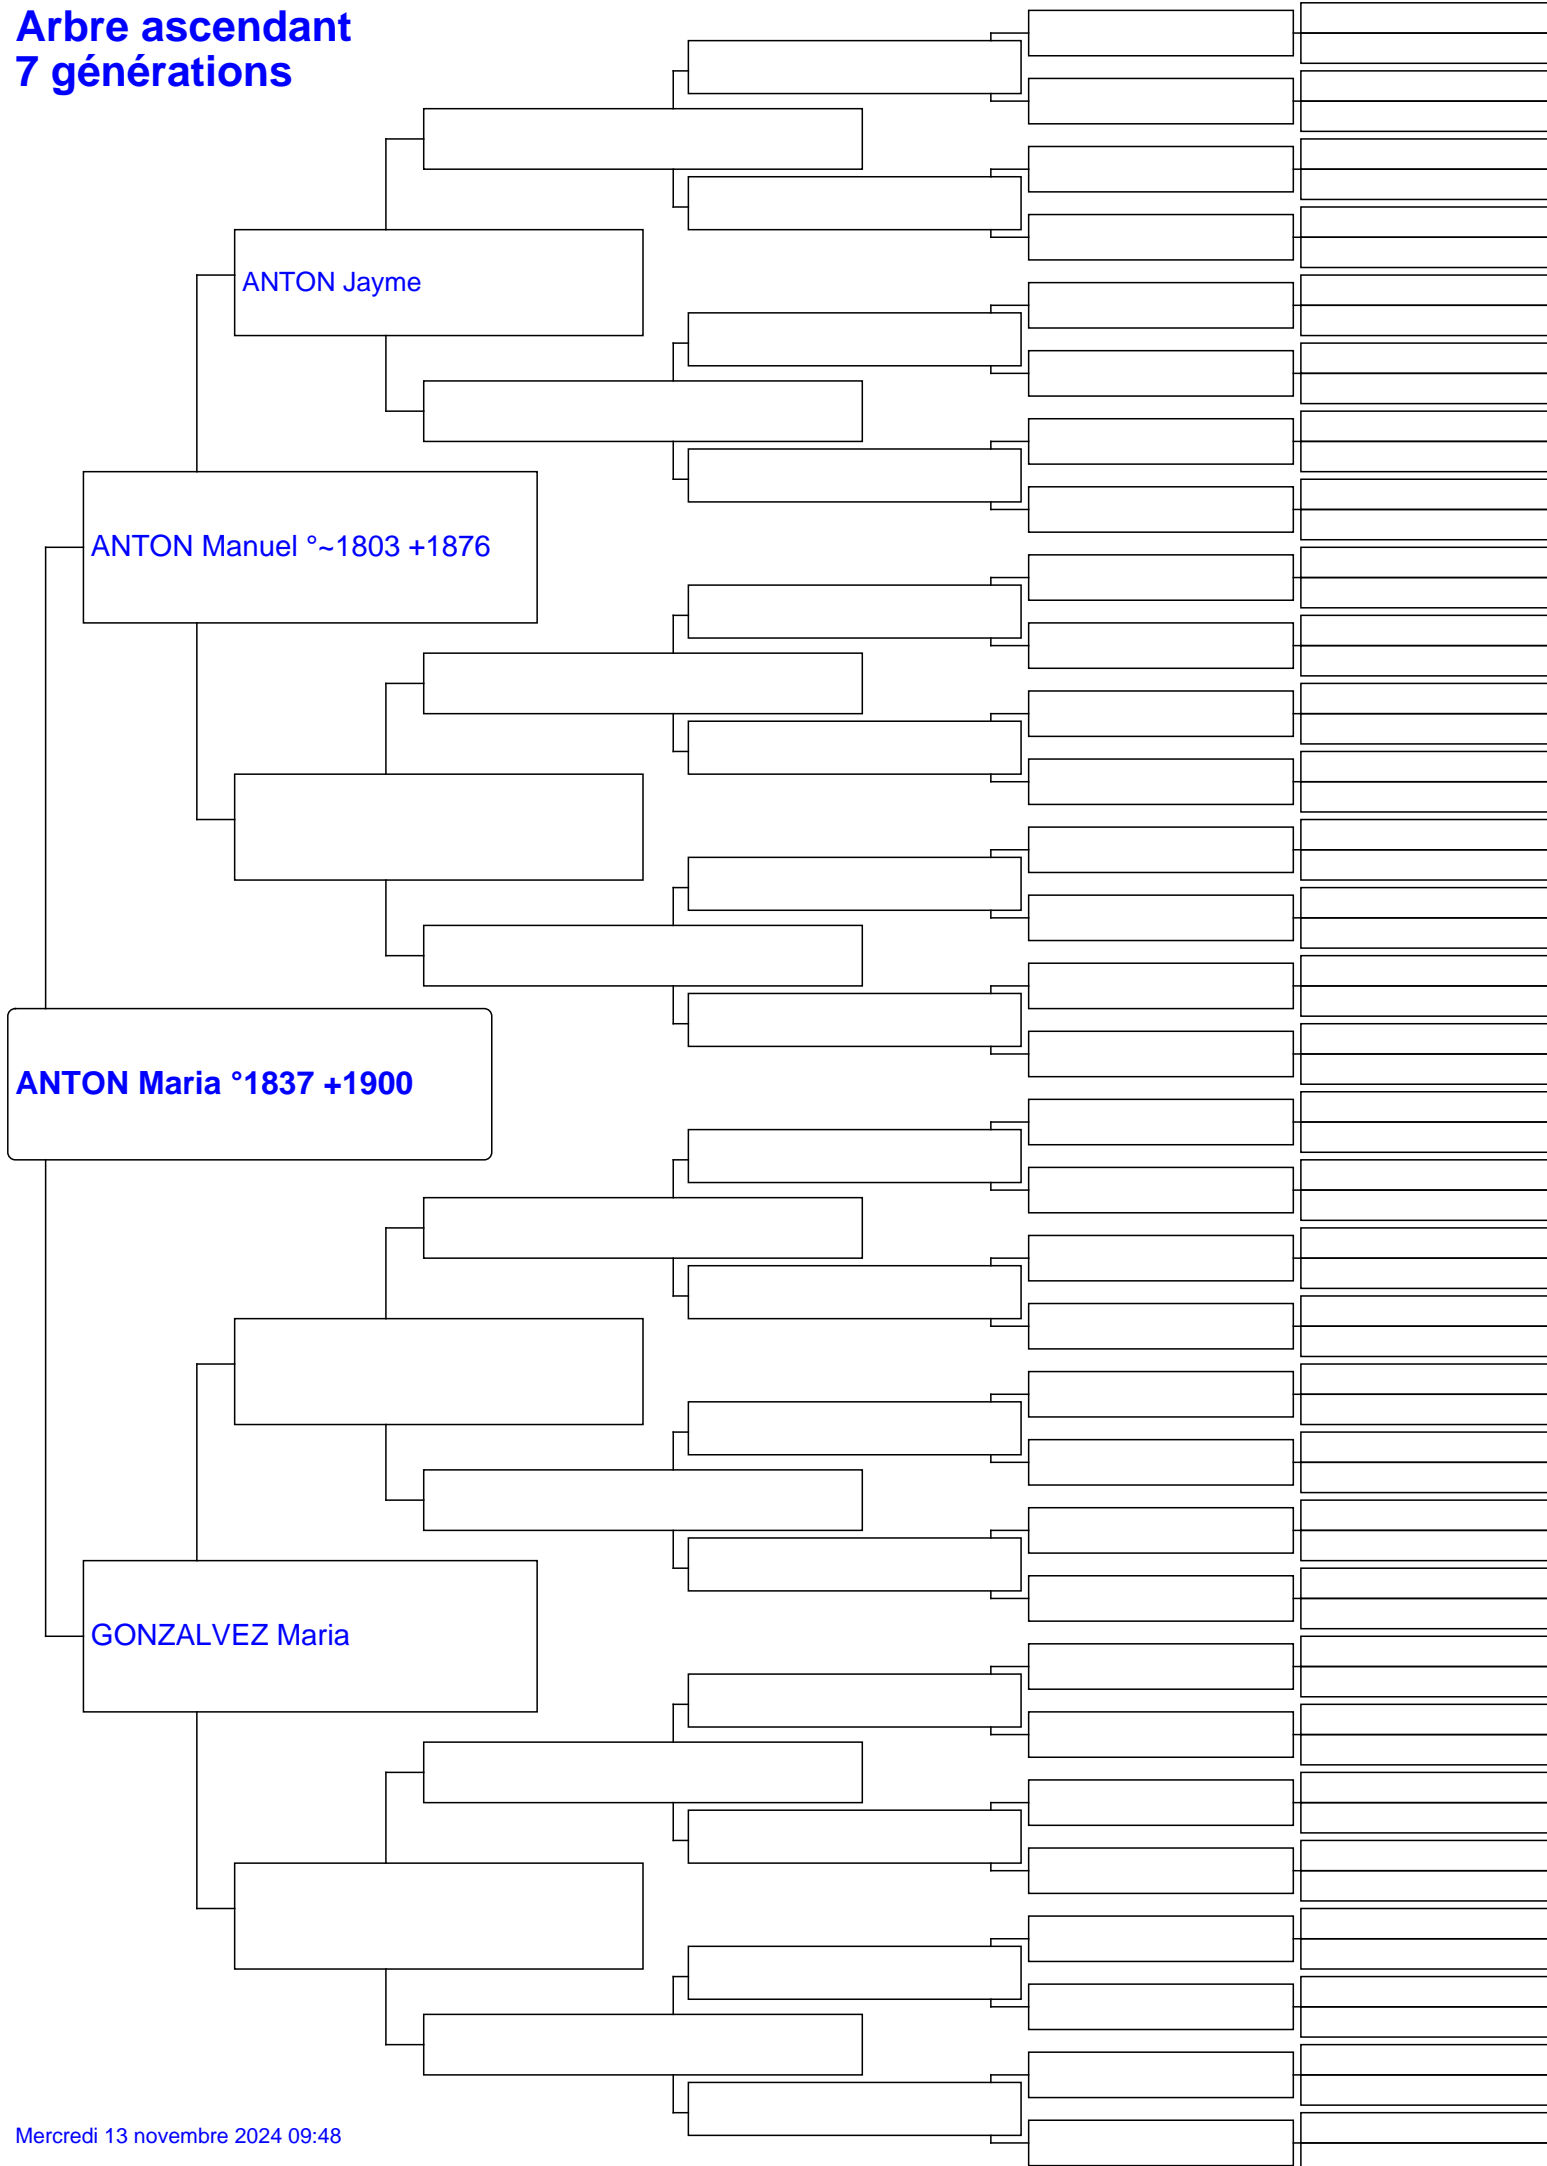 Arbre ascendant
7 générations
ANTON Jayme
ANTON Manuel °~1803 +1876
ANTON Maria °1837 +1900
GONZALVEZ Maria
Mercredi 13 novembre 2024 09:48